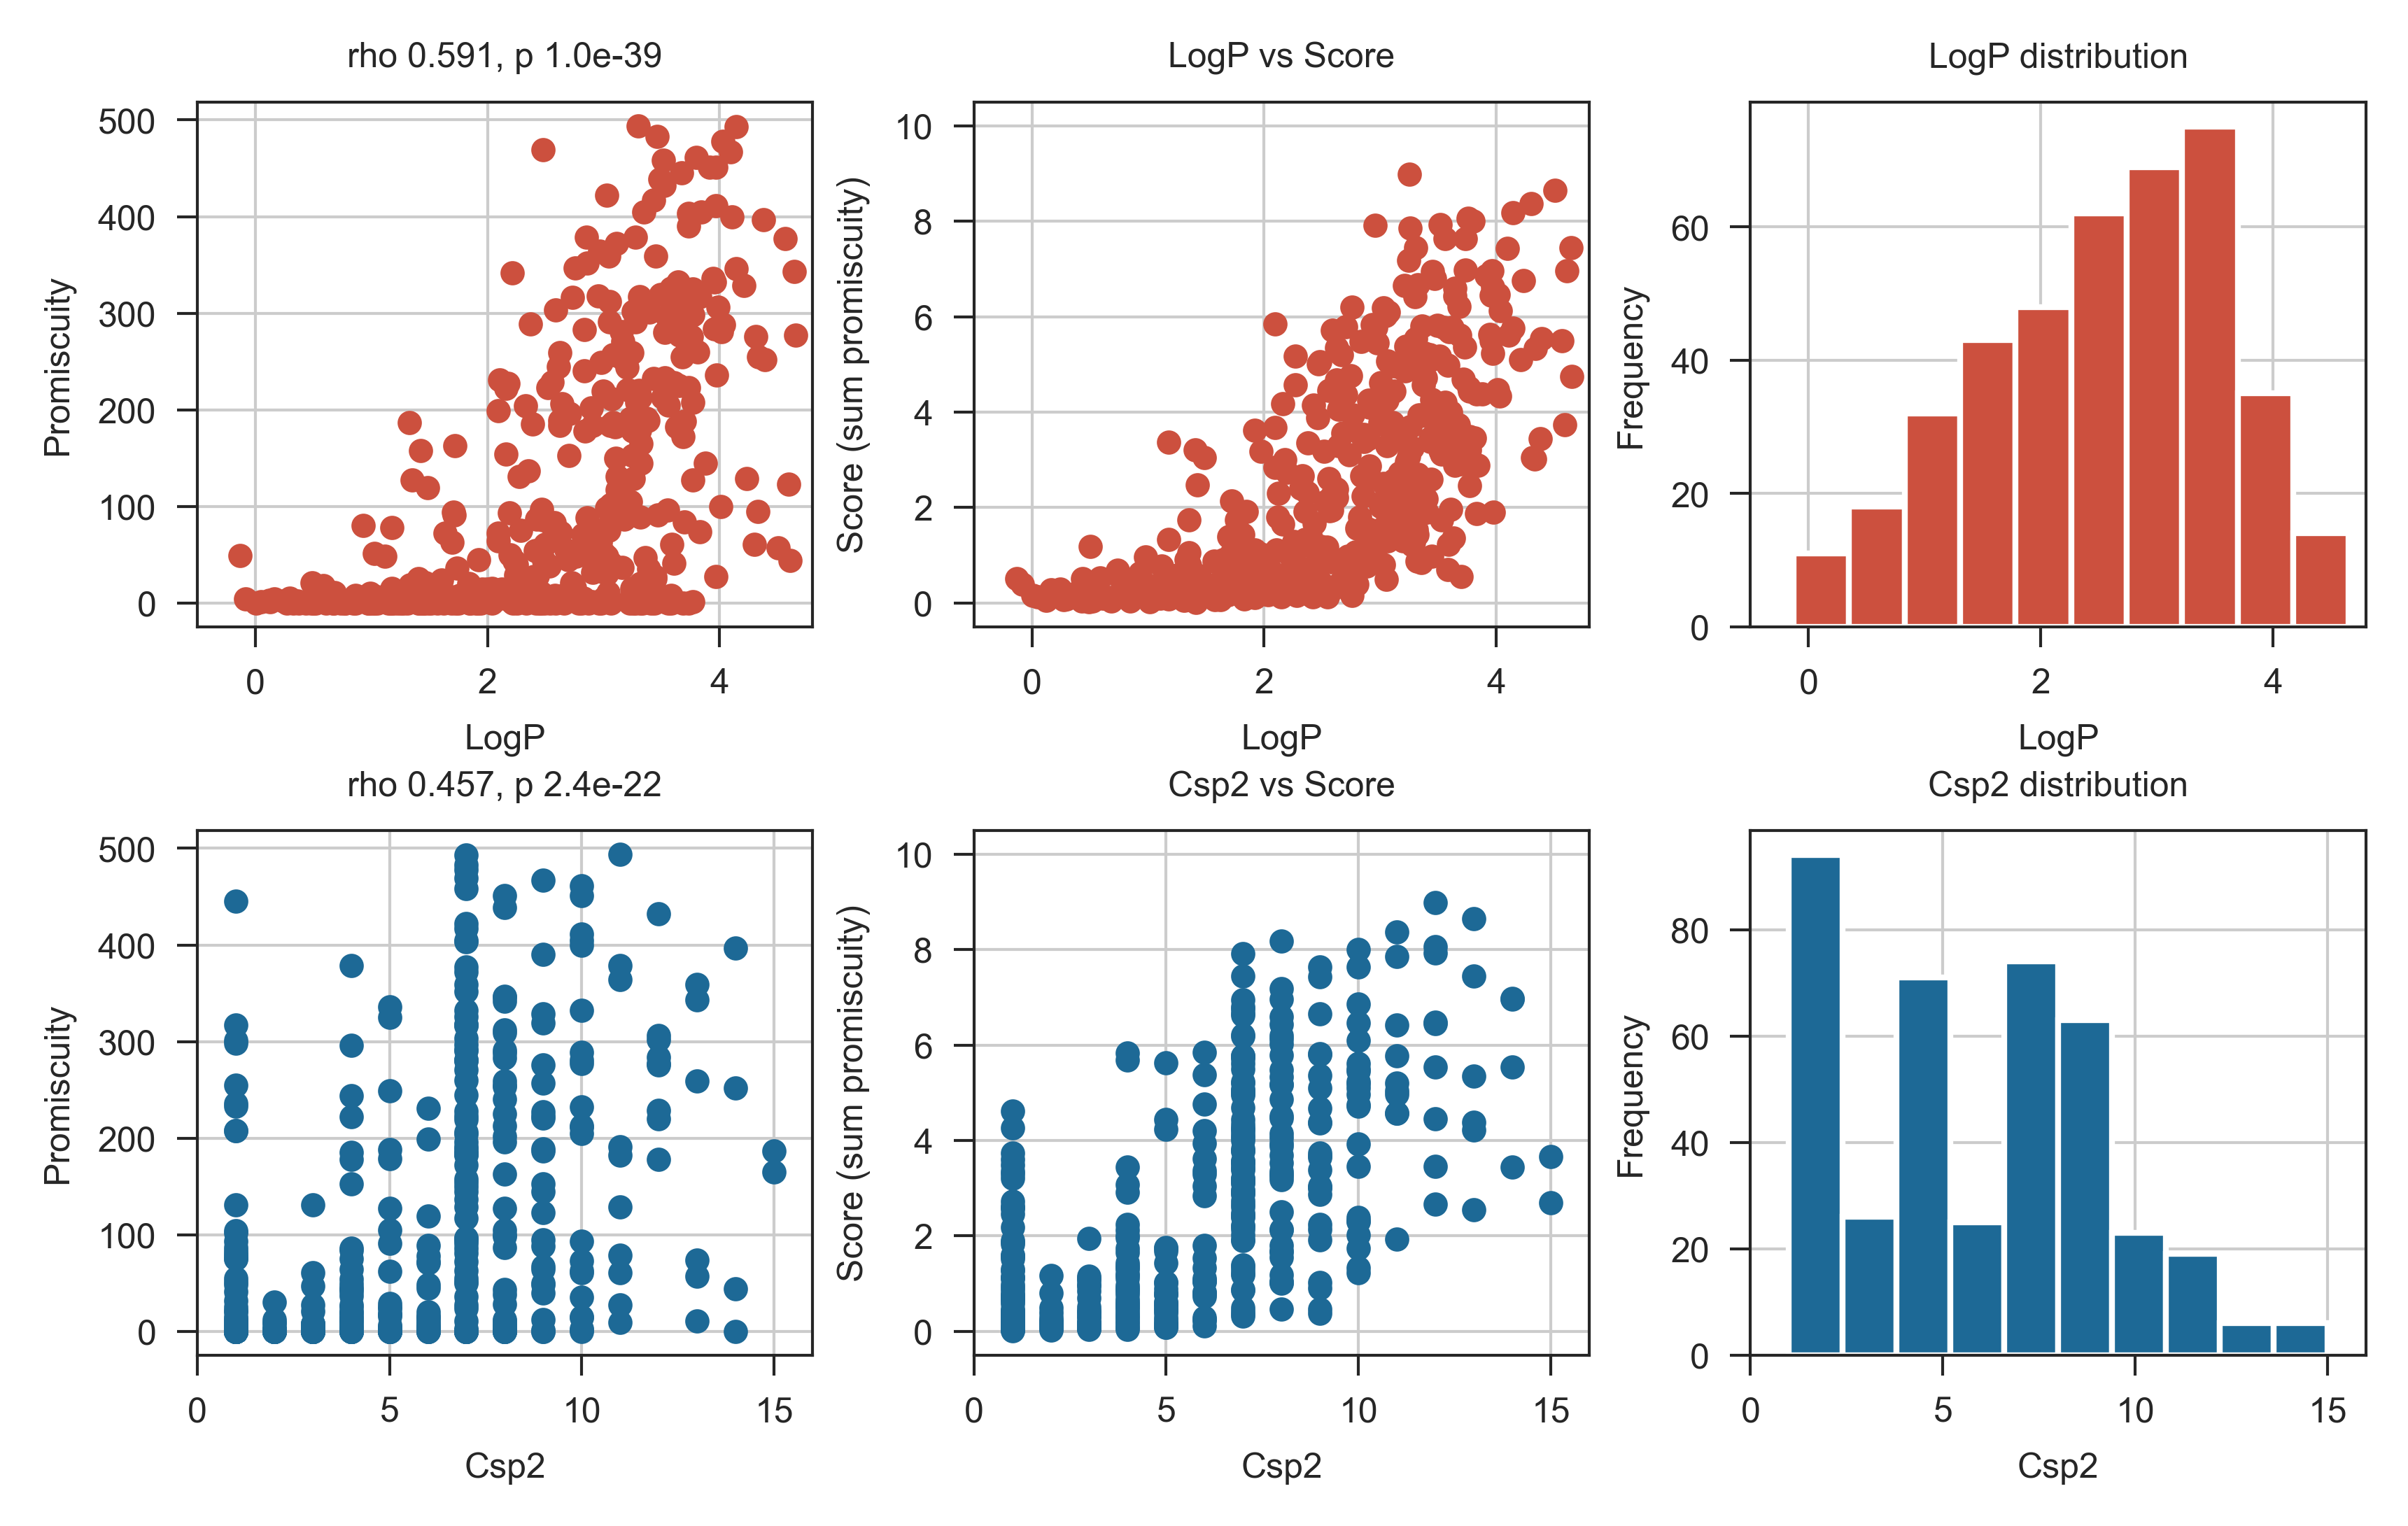 rho 0.591, p 1.0e-39
Promiscuity
500
400
300
200
100
0
0 2 4
LogP
LogP vs Score
Score (sum promiscuity)
10
8
6
4
2
0
0 2 4
LogP
LogP distribution
Frequency
60
40
20
0
0 2 4
LogP
rho 0.457, p 2.4e-22
Promiscuity
500
400
300
200
100
0
0 5 10 15
Csp2
Csp2 vs Score
Score (sum promiscuity)
10
8
6
4
2
0
0 5 10 15
Csp2
Csp2 distribution
Frequency
80
60
40
20
0
0 5 10 15
Csp2